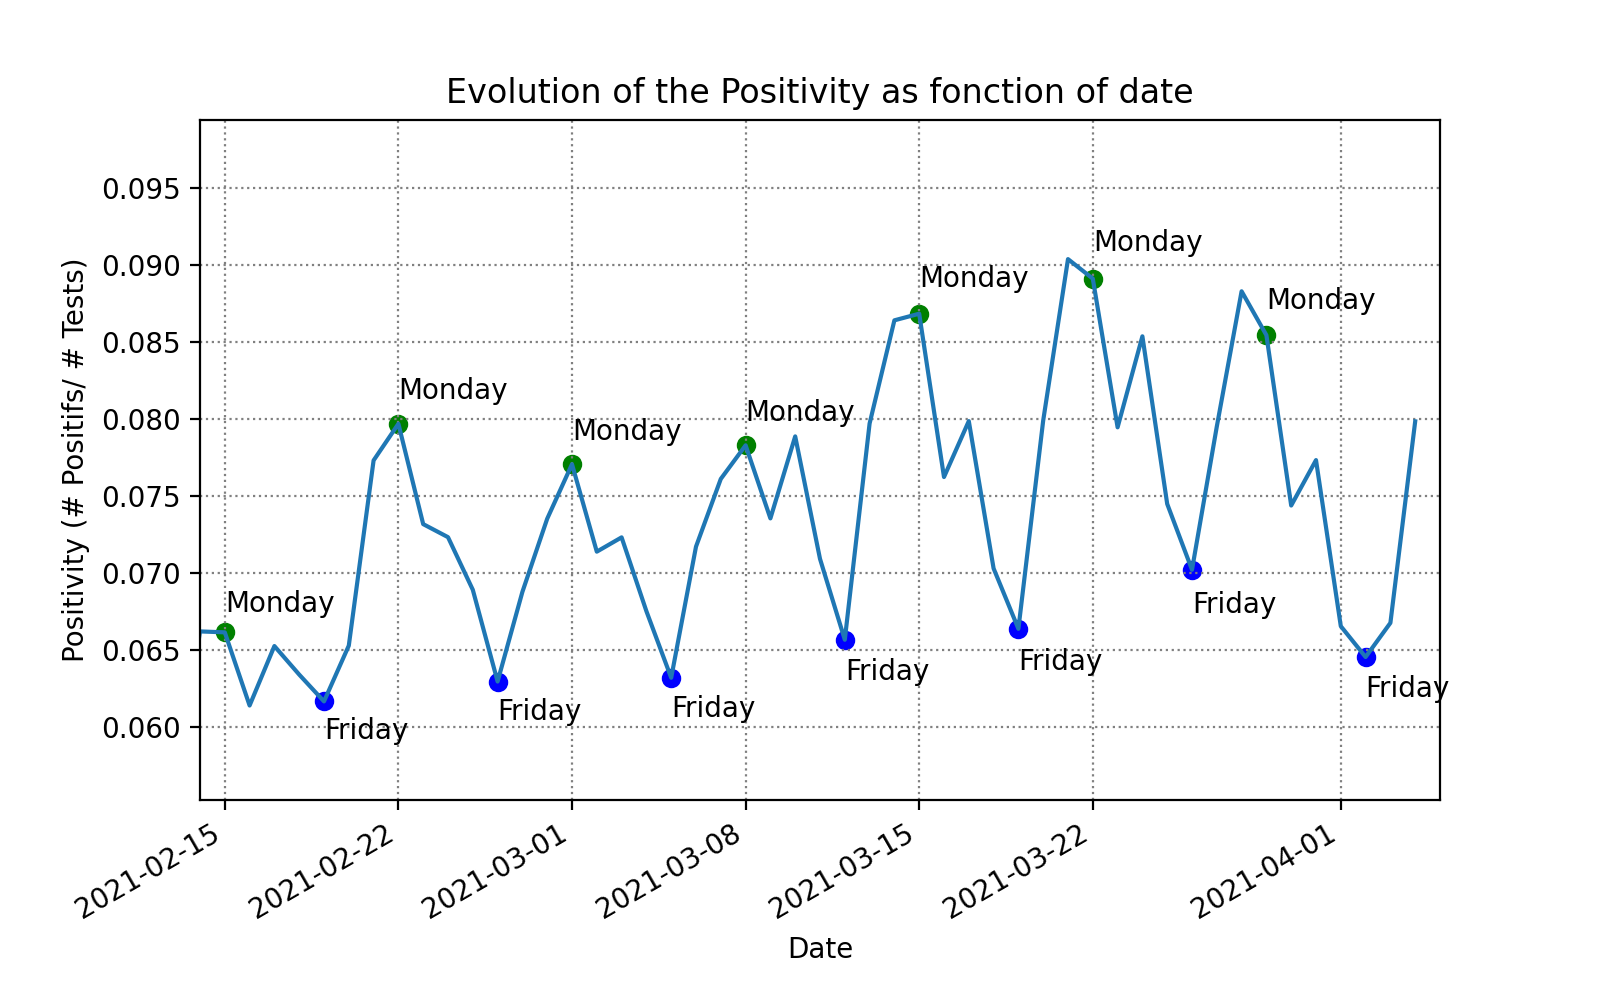 Evolution of the Positivity as fonction of date
Positivity (# Positifs/ # Tests)
0.095
0.090
0.085
0.080
0.075
0.070
0.065
0.060
Monday
Friday
Monday
Friday
Monday
Friday
Monday
Friday
Monday
Friday
Monday
Friday
Monday
Friday
2021-02-15
2021-02-22
2021-03-01
2021-03-08
2021-03-15
2021-03-22
2021-04-01
Date